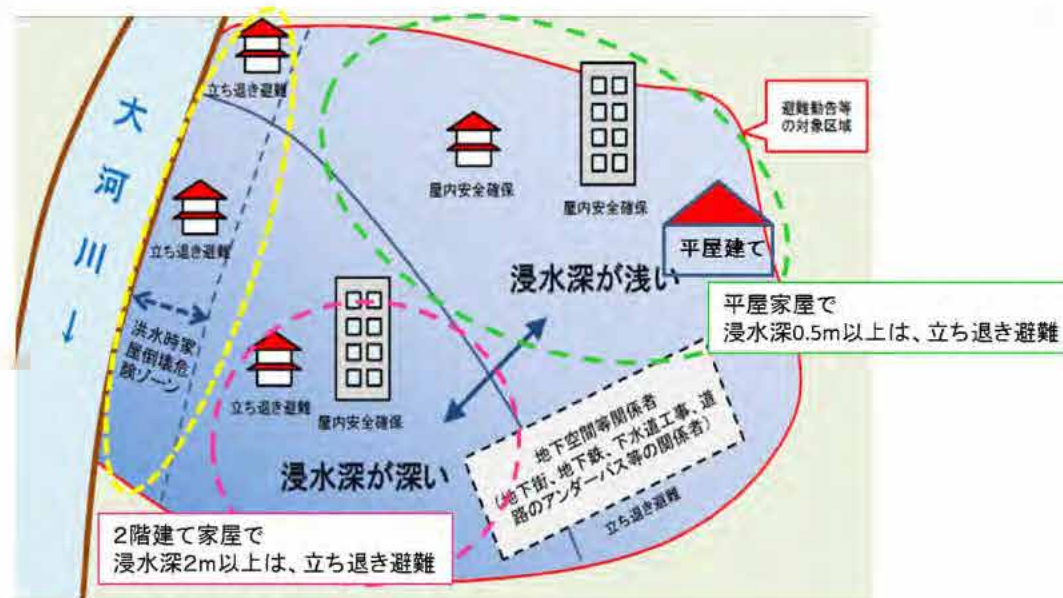 大河川↓
立ち退き避難
立ち退き避難
洪水時家
屋倒壊危
険ゾーン
屋内安全確保
屋内安全確保
避難勧告等
の対象区域
平屋建て
浸水深が浅い
平屋家屋で
浸水深0.5m以上は、立ち退き避難
立ち退き避難
屋内安全確保
浸水深が深い
地下空間等関係者
(地下街、地下鉄、下水道工事、道
路のアンダーパス等の関係者)
立ち退き避難
2階建て家屋で
浸水深2m以上は、立ち退き避難